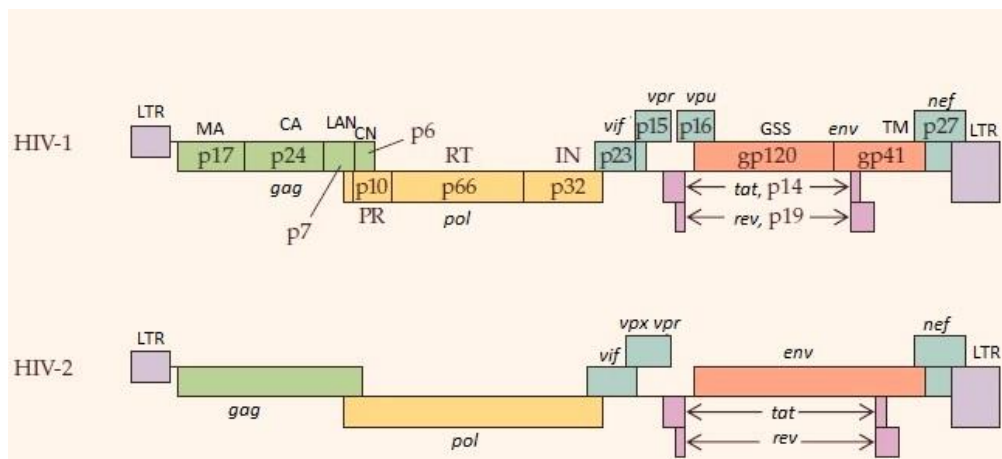 vpr vpu nef
LTR MA CA LAN CN p6 vif p15 p16 GSS env TM p27 LTR
HIV-1 p17 p24 RT IN p23 gp120 gp41
gag p10 p66 p32 tat, p14
p7 PR pol rev, p19
vpx vpr nef
LTR vif env LTR
HIV-2
gag tat
pol rev